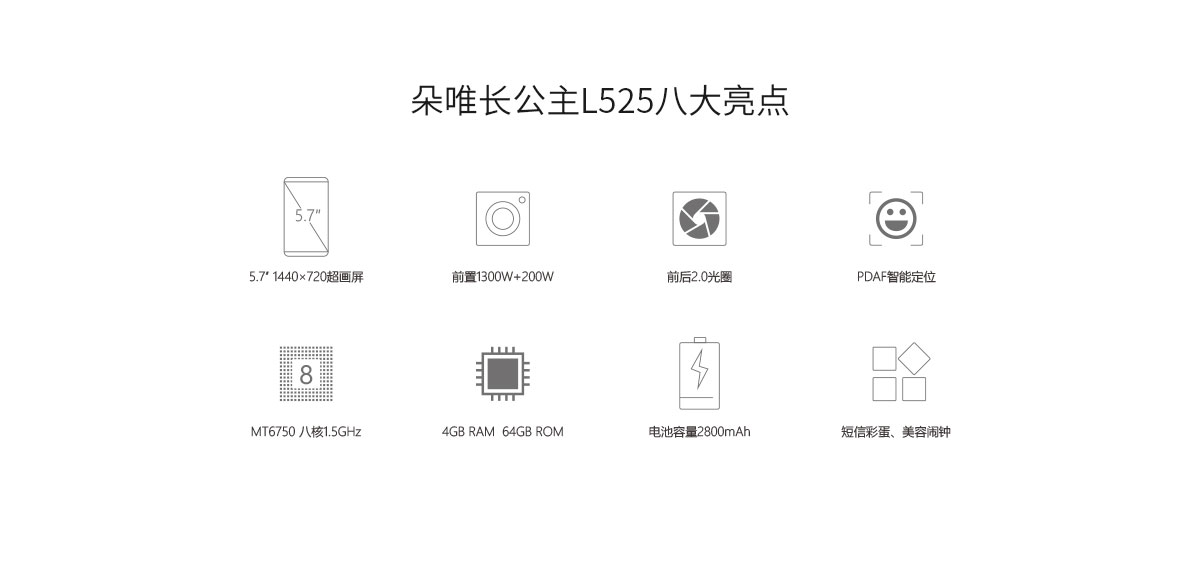 朵唯长公主L525八大亮点
5.7"
5.7" 1440×720超画屏
前置1300W+200W
前后2.0光圈
PDAF智能定位
8
MT6750 八核1.5GHz
4GB RAM  64GB ROM
电池容量2800mAh
短信彩蛋、美容闹钟